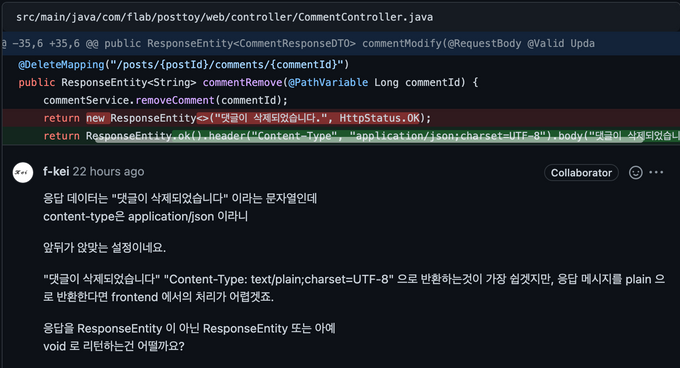 src/main/java/com/flab/posttoy/web/controller/CommentController.java
-35,6 +35,6 @@ public ResponseEntity<CommentResponseDTO> commentModify(@RequestBody @Valid Upda
@DeleteMapping("/posts/{postId}/comments/{commentId}")
public ResponseEntity<String> commentRemove(@PathVariable Long commentId) {
commentService.removeComment(commentId);
return new ResponseEntity<>("댓글이 삭제되었습니다.", HttpStatus.OK);
return ResponseEntity.ok().header("Content-Type", "application/json;charset=UTF-8").body("댓글이 삭제되었습니
Kei
f-kei 22 hours ago
Collaborator
응답 데이터는 "댓글이 삭제되었습니다" 이라는 문자열인데
content-type은 application/json 이라니
앞뒤가 앉맞는 설정이네요.
"댓글이 삭제되었습니다" "Content-Type: text/plain;charset=UTF-8" 으로 반환하는것이 가장 쉽겟지만, 응답 메시지를 plain 으
로 반환한다면 frontend 에서의 처리가 어렵겟죠.
응답을 ResponseEntity 이 아닌 ResponseEntity 또는 아예
void 로 리턴하는건 어떨까요?